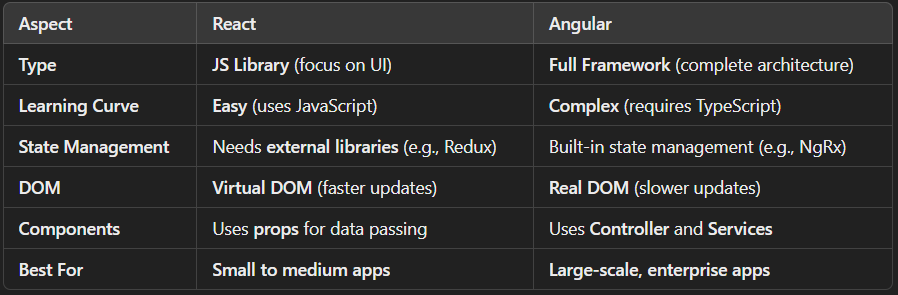 Aspect React Angular
Type JS Library (focus on UI) Full Framework (complete architecture)
Learning Curve Easy (uses JavaScript) Complex (requires TypeScript)
State Management Needs external libraries (e.g., Redux) Built-in state management (e.g., NgRx)
DOM Virtual DOM (faster updates) Real DOM (slower updates)
Components Uses props for data passing Uses Controller and Services
Best For Small to medium apps Large-scale, enterprise apps